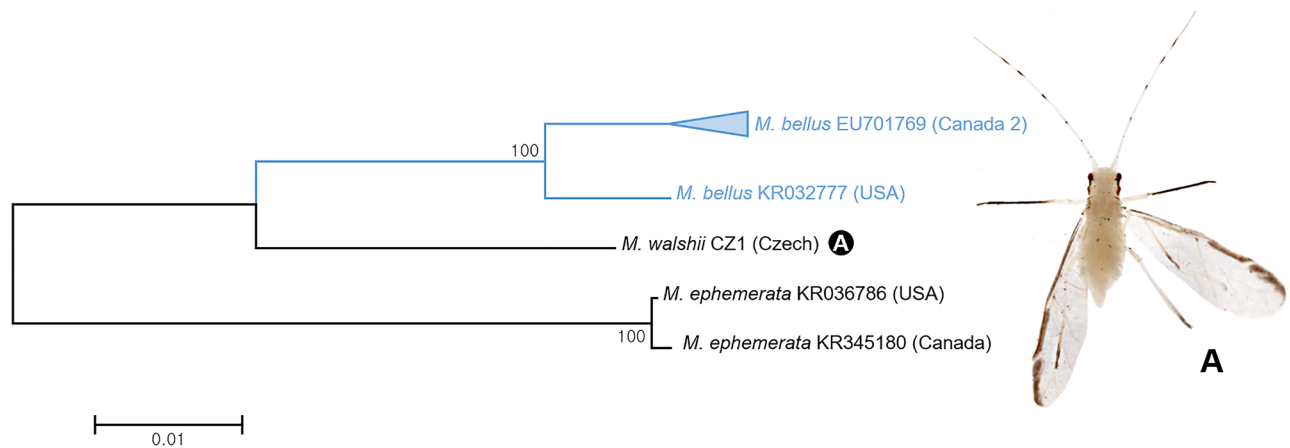 100
M. bellus EU701769 (Canada 2)
M. bellus KR032777 (USA)
M. walshii CZ1 (Czech) A
M. ephemerata KR036786 (USA)
100
M. ephemerata KR345180 (Canada)
A
0.01